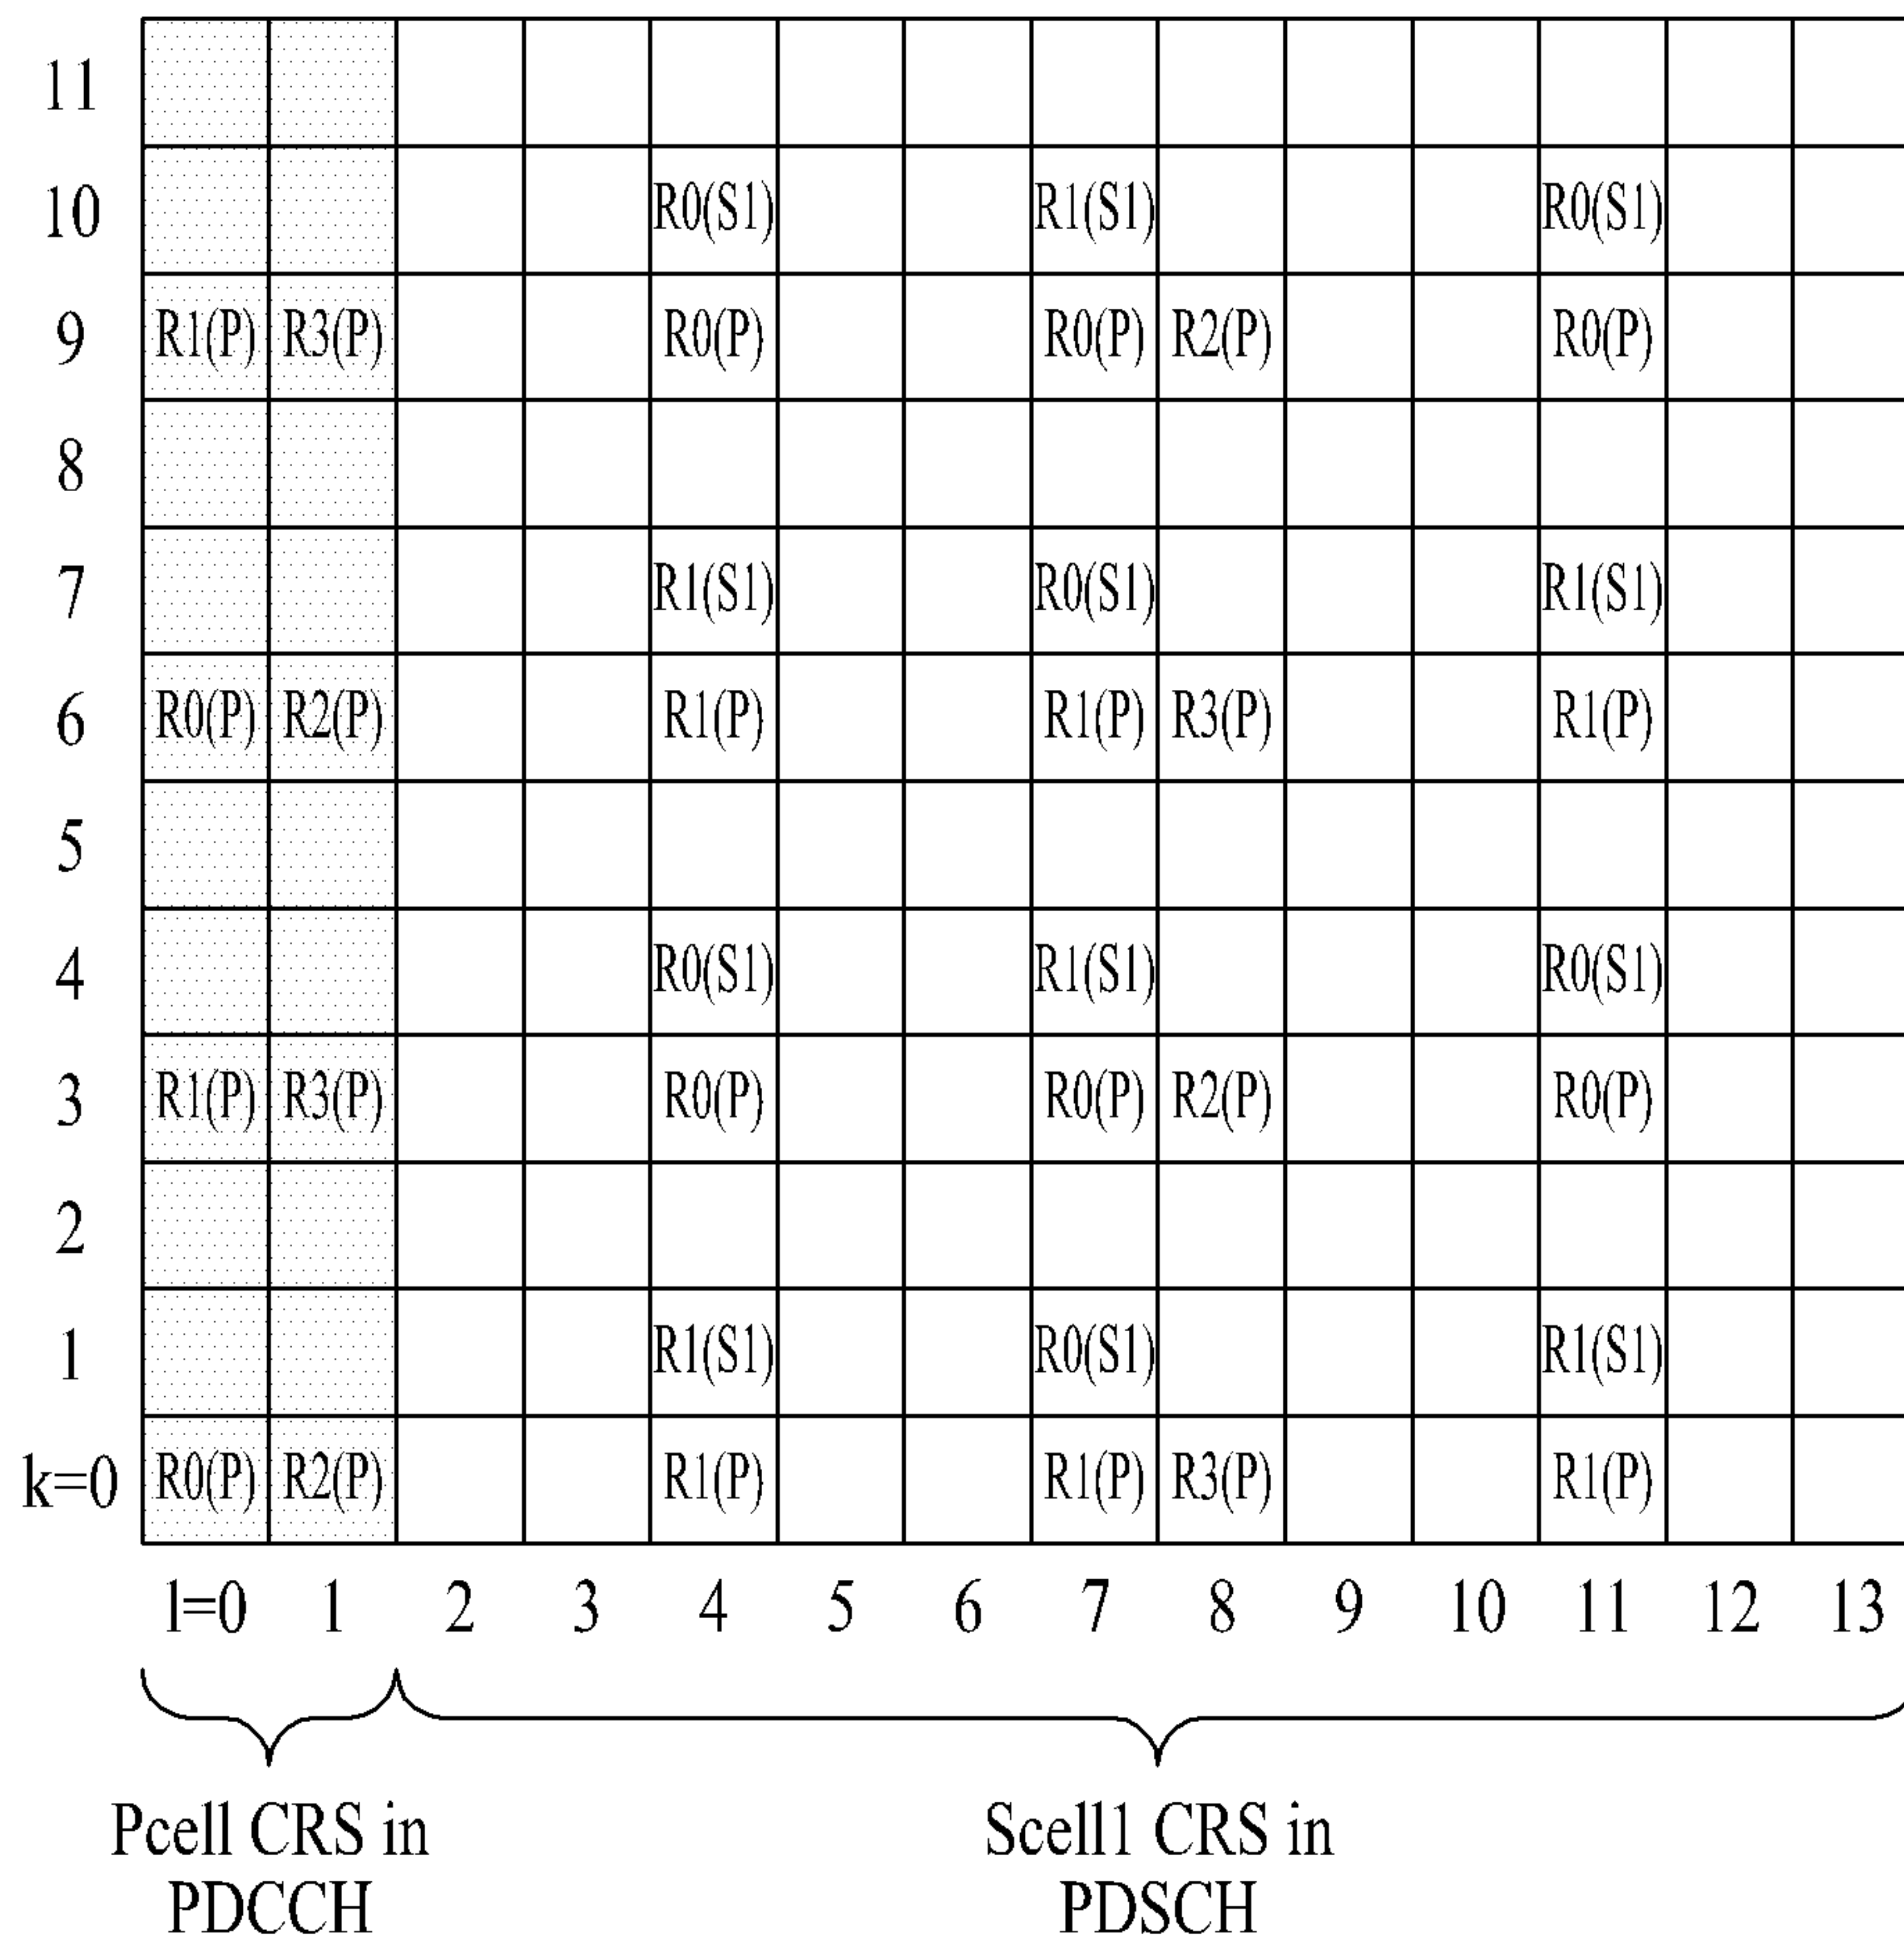 11
10 R0(S1) R1(S1) R0(S1)
9 R1(P) R3(P) R0(P) R0(P) R2(P) R0(P)
8
7 R1(S1) R0(S1) R1(S1)
6 R0(P) R2(P) R1(P) R1(P) R3(P) R1(P)
5
4 R0(S1) R1(S1) R0(S1)
3 R1(P) R3(P) R0(P) R0(P) R2(P) R0(P)
2
1 R1(S1) R0(S1) R1(S1)
k=0 R0(P) R2(P) R1(P) R1(P) R3(P) R1(P)
l=0 1 2 3 4 5 6 7 8 9 10 11 12 13
Pcell CRS in
PDCCH
Scell1 CRS in
PDSCH